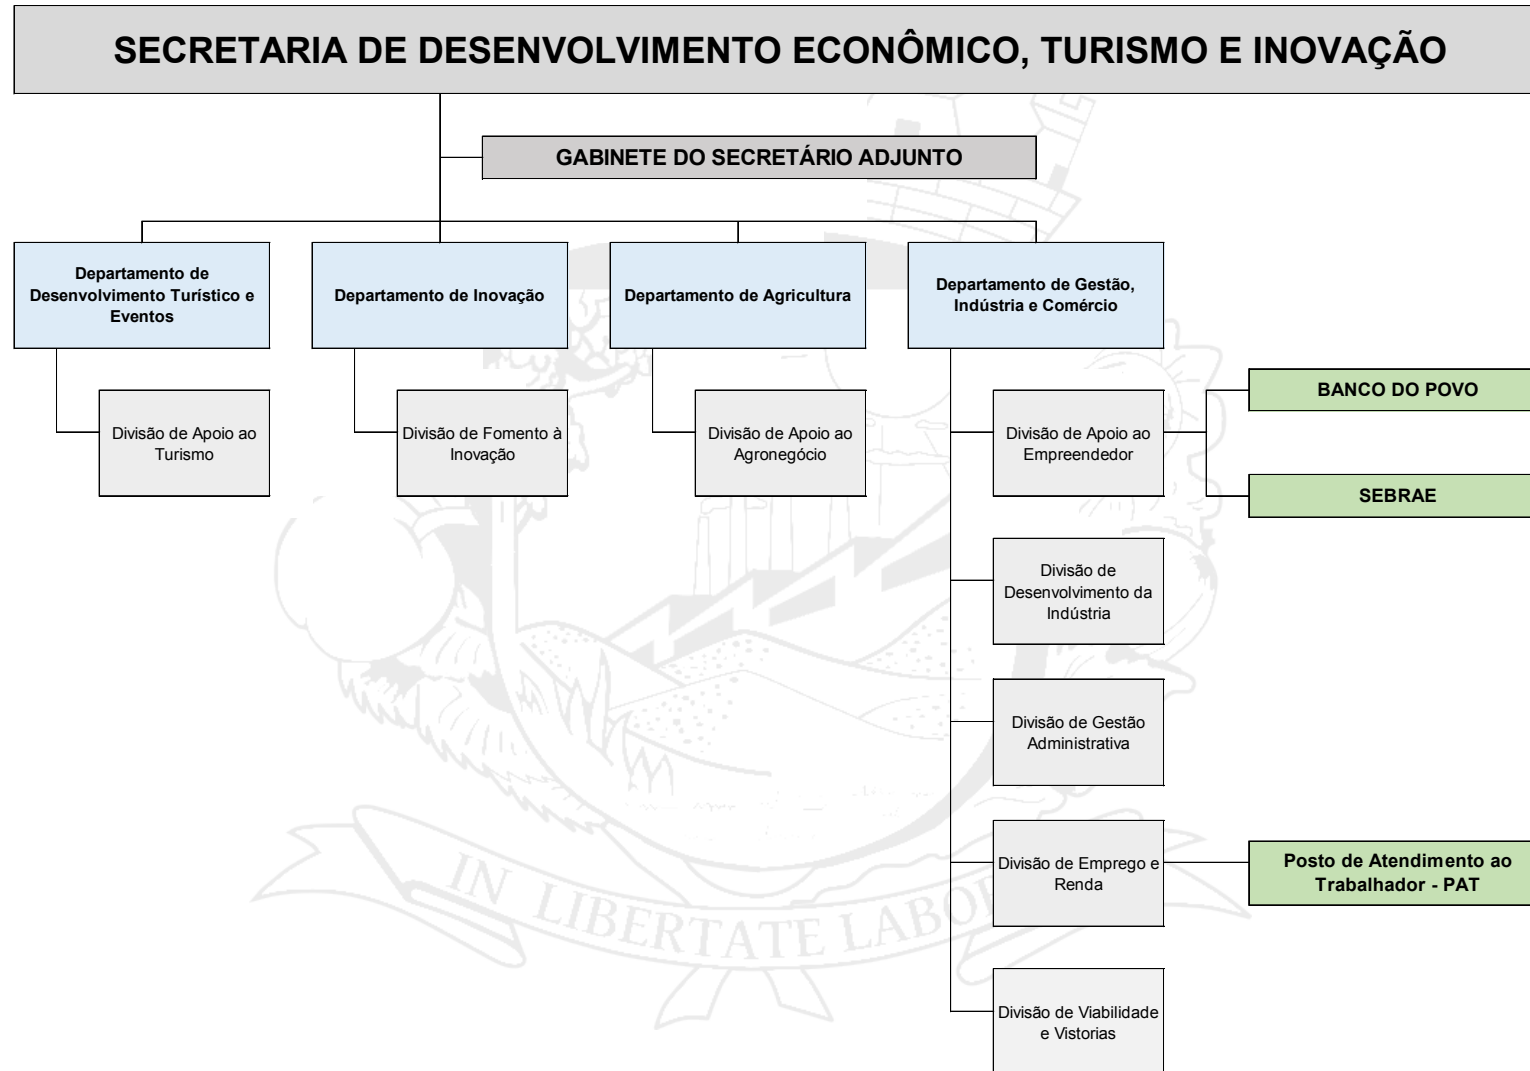 SECRETARIA DE DESENVOLVIMENTO ECONÔMICO, TURISMO E INOVAÇÃO
GABINETE DO SECRETÁRIO ADJUNTO
Departamento de
Desenvolvimento Turístico e
Eventos
Departamento de Inovação
Departamento de Agricultura
Departamento de Gestão,
Indústria e Comércio
Divisão de Apoio ao
Turismo
Divisão de Fomento à
Inovação
Divisão de Apoio ao
Agronegócio
Divisão de Apoio ao
Empreendedor
BANCO DO POVO
SEBRAE
Divisão de
Desenvolvimento da
Indústria
Divisão de Gestão
Administrativa
Divisão de Emprego e
Renda
Posto de Atendimento ao
Trabalhador - PAT
Divisão de Viabilidade
e Vistorias
IN LIBERTATE